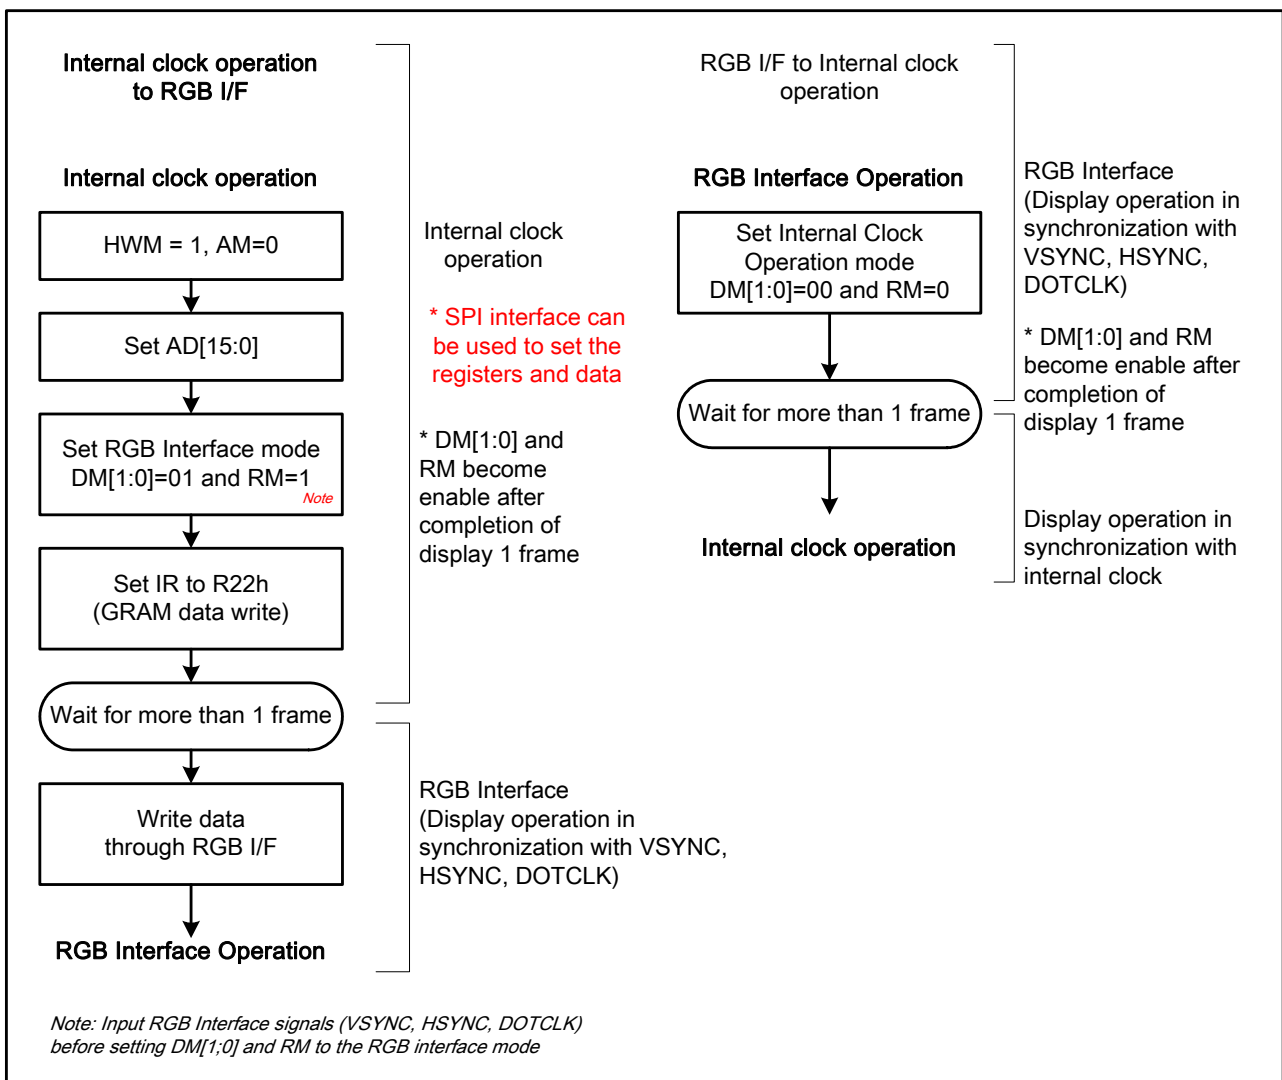 Internal clock operation
to RGB I/F
Internal clock operation
HWM = 1, AM=0
Set AD[15:0]
Set RGB Interface mode
DM[1:0]=01 and RM=1
Note
Set IR to R22h
(GRAM data write)
Wait for more than 1 frame
Write data
through RGB I/F
RGB Interface Operation
Internal clock
operation
* SPI interface can
be used to set the
registers and data
* DM[1:0] and
RM become
enable after
completion of
display 1 frame
RGB Interface
(Display operation in
synchronization with VSYNC,
HSYNC, DOTCLK)
RGB I/F to Internal clock
operation
RGB Interface Operation
Set Internal Clock
Operation mode
DM[1:0]=00 and RM=0
Wait for more than 1 frame
Internal clock operation
RGB Interface
(Display operation in
synchronization with
VSYNC, HSYNC,
DOTCLK)
* DM[1:0] and RM
become enable after
completion of
display 1 frame
Display operation in
synchronization with
internal clock
Note: Input RGB Interface signals (VSYNC, HSYNC, DOTCLK)
before setting DM[1;0] and RM to the RGB interface mode